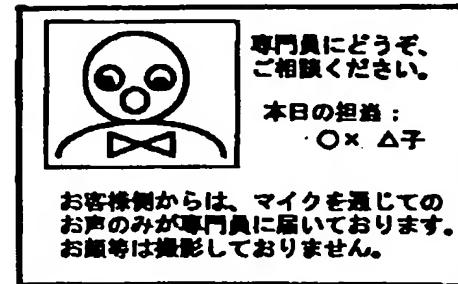 専門員にどうぞ、
ご相談ください。
本日の担当：
○× △子
お客様側からは、マイクを通じての
お声のみが専門員に届いております。
お顔等は撮影しておりません。